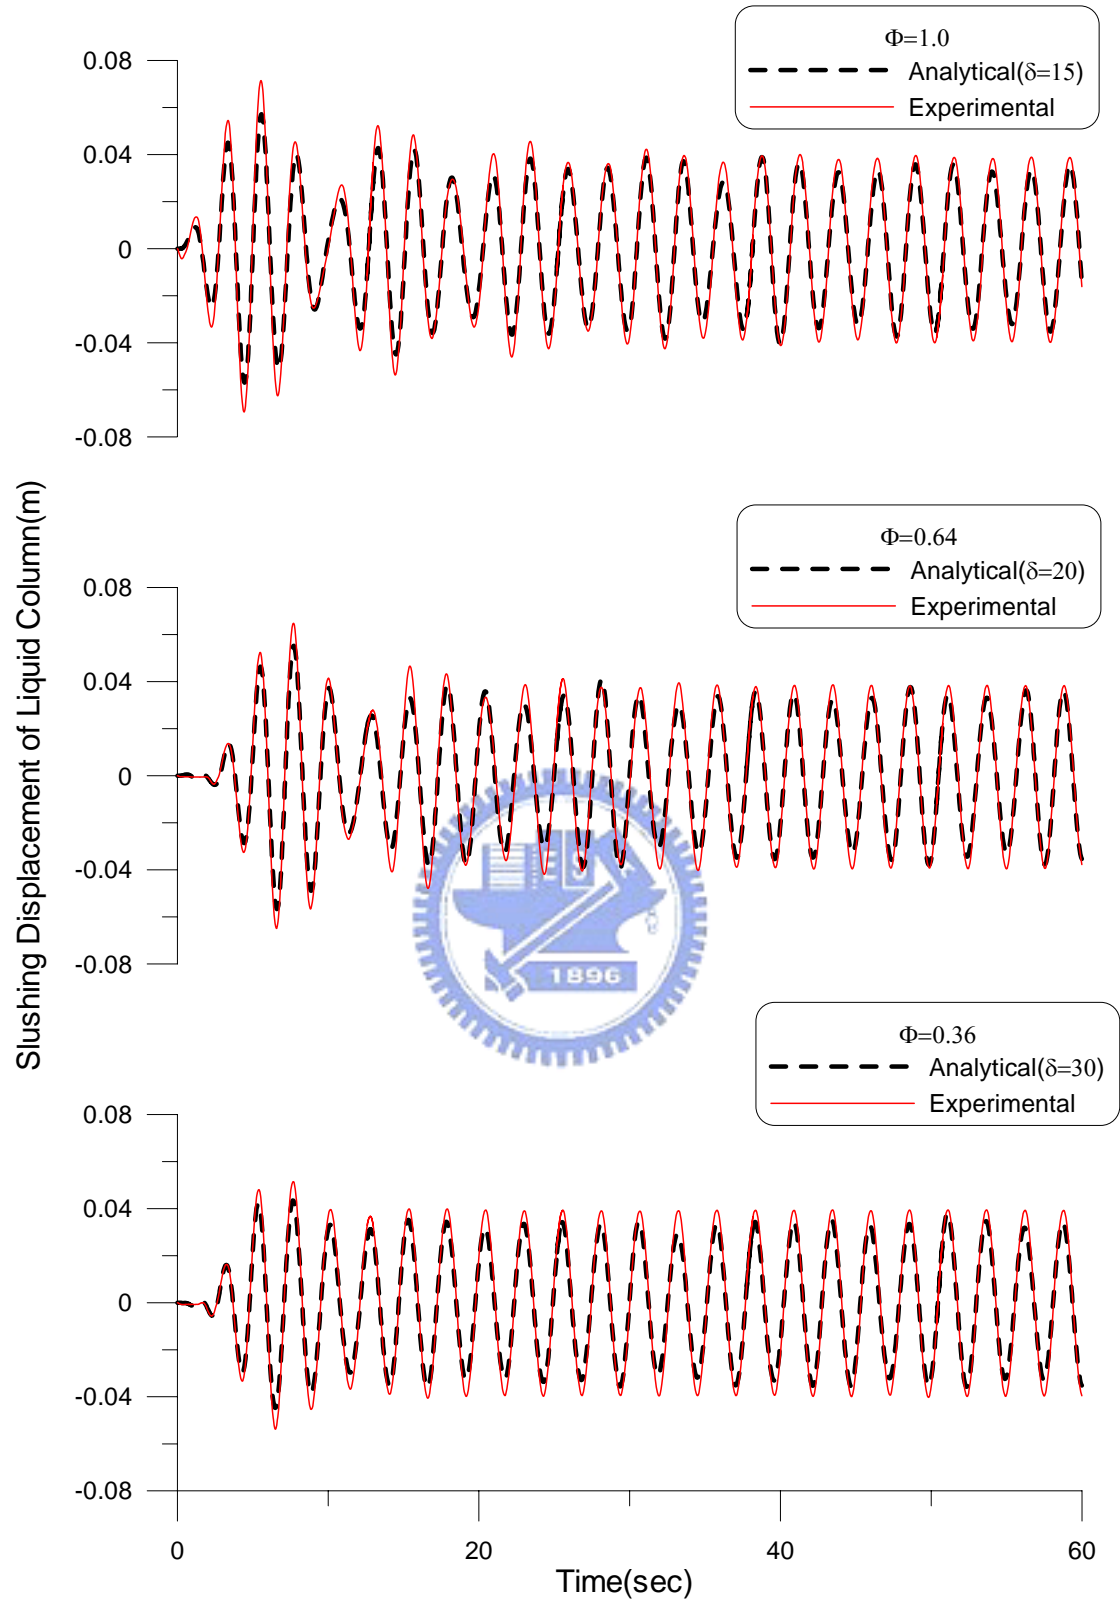 Φ=1.0
Analytical(δ=15)
Experimental
0.08
0.04
0
-0.04
-0.08
Slushing Displacement of Liquid Column(m)
Φ=0.64
Analytical(δ=20)
Experimental
0.08
0.04
0
-0.04
-0.08
1896
Φ=0.36
Analytical(δ=30)
Experimental
0.08
0.04
0
-0.04
-0.08
0 20 40 60
Time(sec)